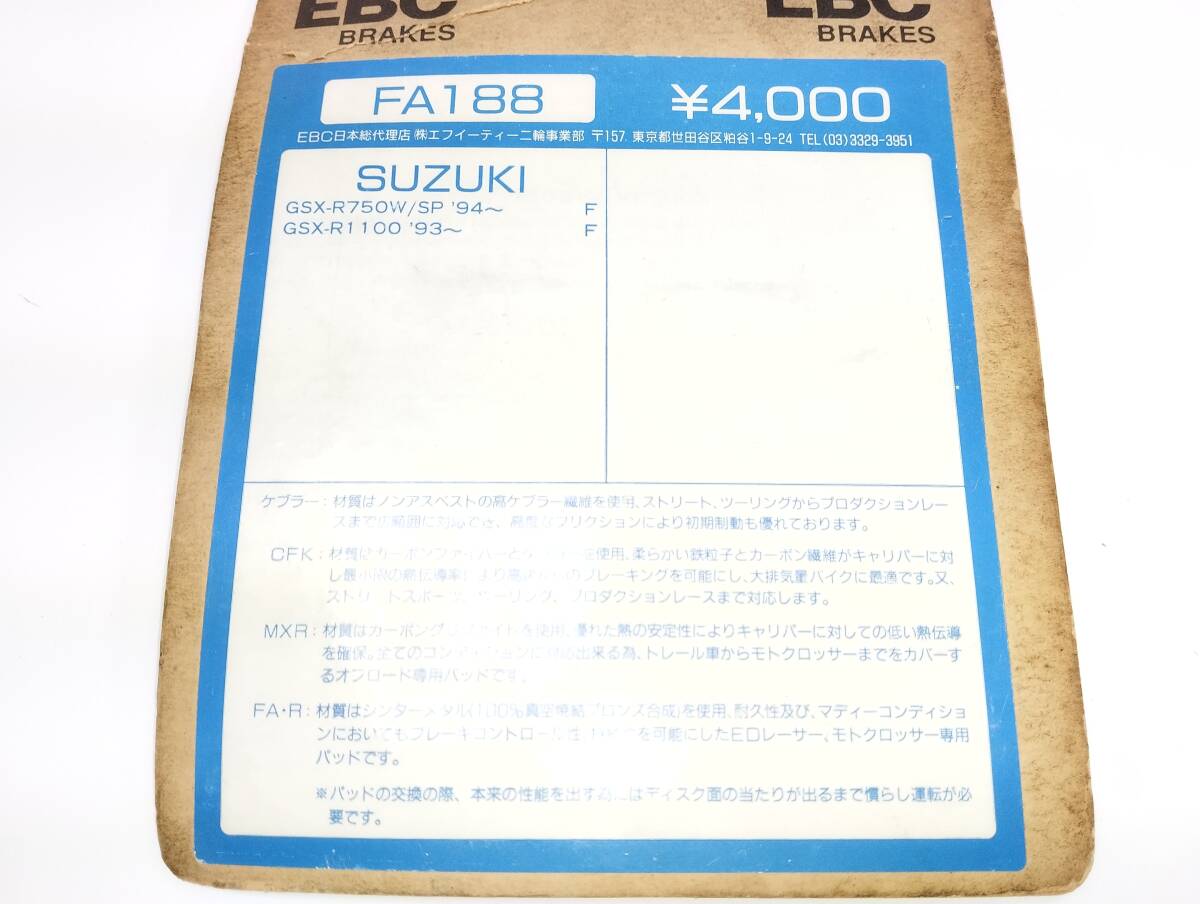 EBC EBC
BRAKES BRAKES
FA188 ¥4,000
EBC日本総代理店 ㈱エフイーティー二輪事業部 〒157 東京都世田谷区粕谷1-9-24 TEL(03)3329-3951
SUZUKI
GSX-R750W/SP '94～ F
GSX-R1100 '93～ F
ケブラー：材質はノンアスベストの高ケブラー繊維を使用、ストリート、ツーリングからプロダクションレー
スまで広範囲に対応でき、高度なフリクションにより初期制動も優れております。
CFK：材質はカーボンファイバーとケブラーを使用、柔らかい鉄粒子とカーボン繊維がキャリパーに対
し最小限の熱伝導率により のブレーキングを可能にし、大排気量バイクに最適です。又、
ストリートスポーツ、ツーリング、プロダクションレースまで対応します。
MXR：材質はカーボングラファイトを使用、優れた熱の安定性によりキャリパーに対しての低い熱伝導
を確保。全てのコンディションに対応出来る為、トレール車からモトクロッサーまでをカバーす
るオフロード専用パッドです。
FA・R：材質はシンターメタル(100%真空焼結ブロンズ合成)を使用、耐久性及び、マディーコンディショ
ンにおいてもブレーキコントロール性 を可能にしたEDレーサー、モトクロッサー専用
パッドです。
※パッドの交換の際、本来の性能を出す為にはディスク面の当たりが出るまで慣らし運転が必
要です。